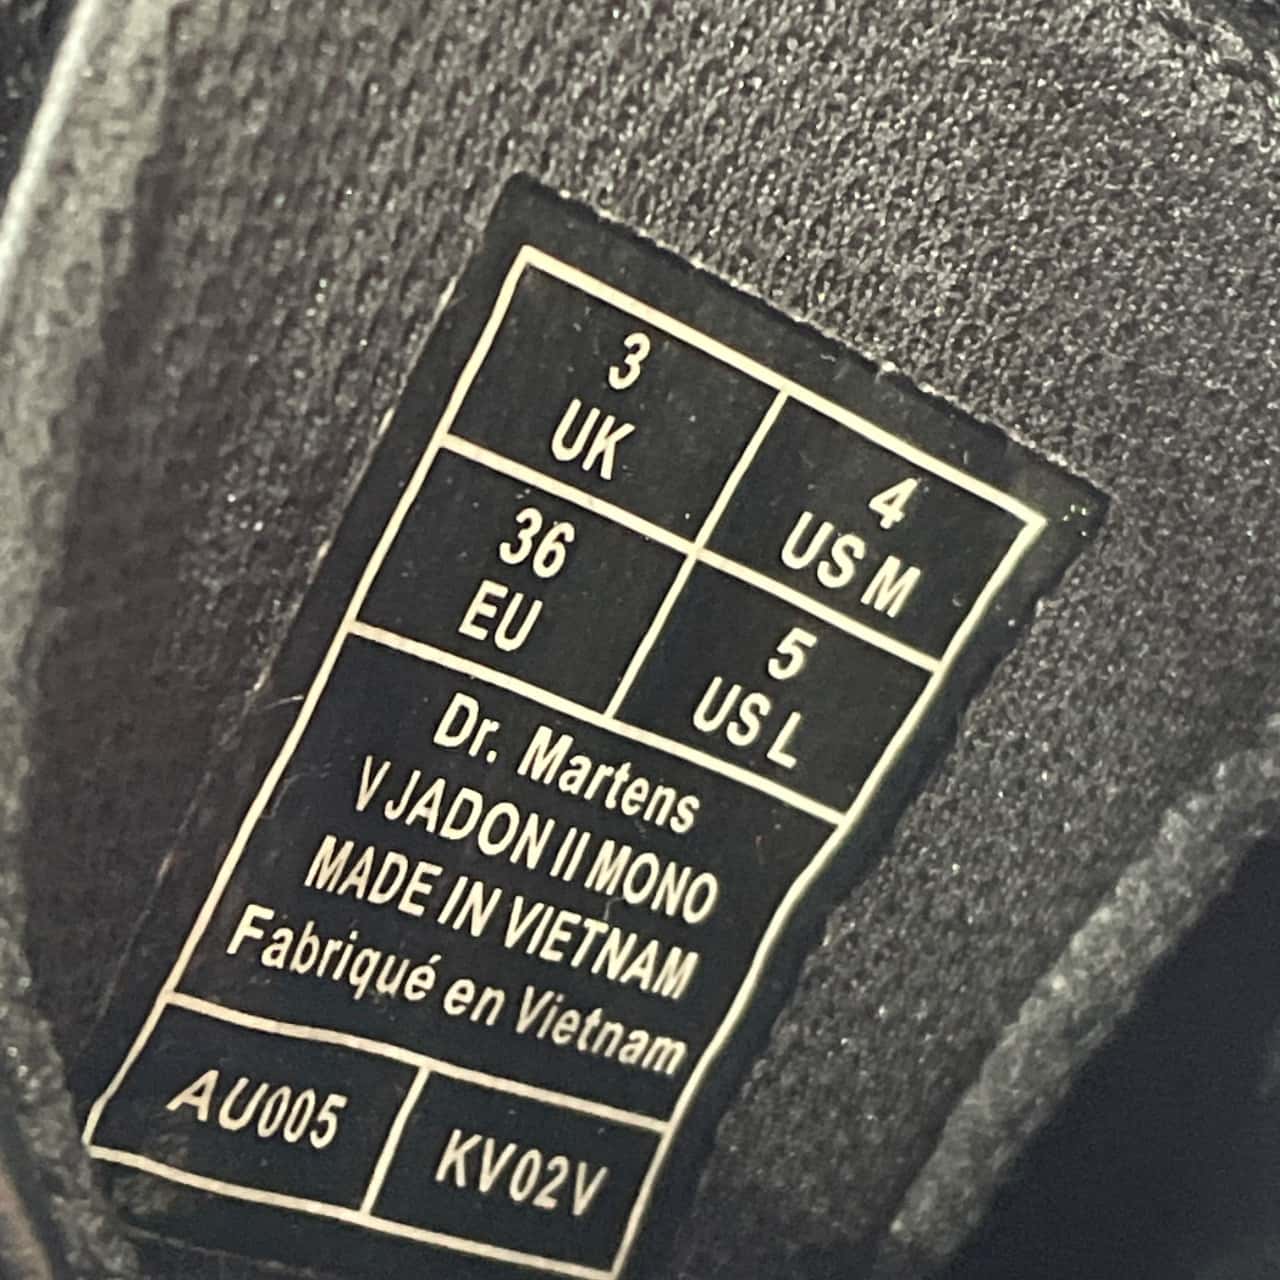 3
UK
4
US M
36
EU
5
US L
Dr. Martens
V JADON II MONO
MADE IN VIETNAM
Fabriqué en Vietnam
AU005
KV02V